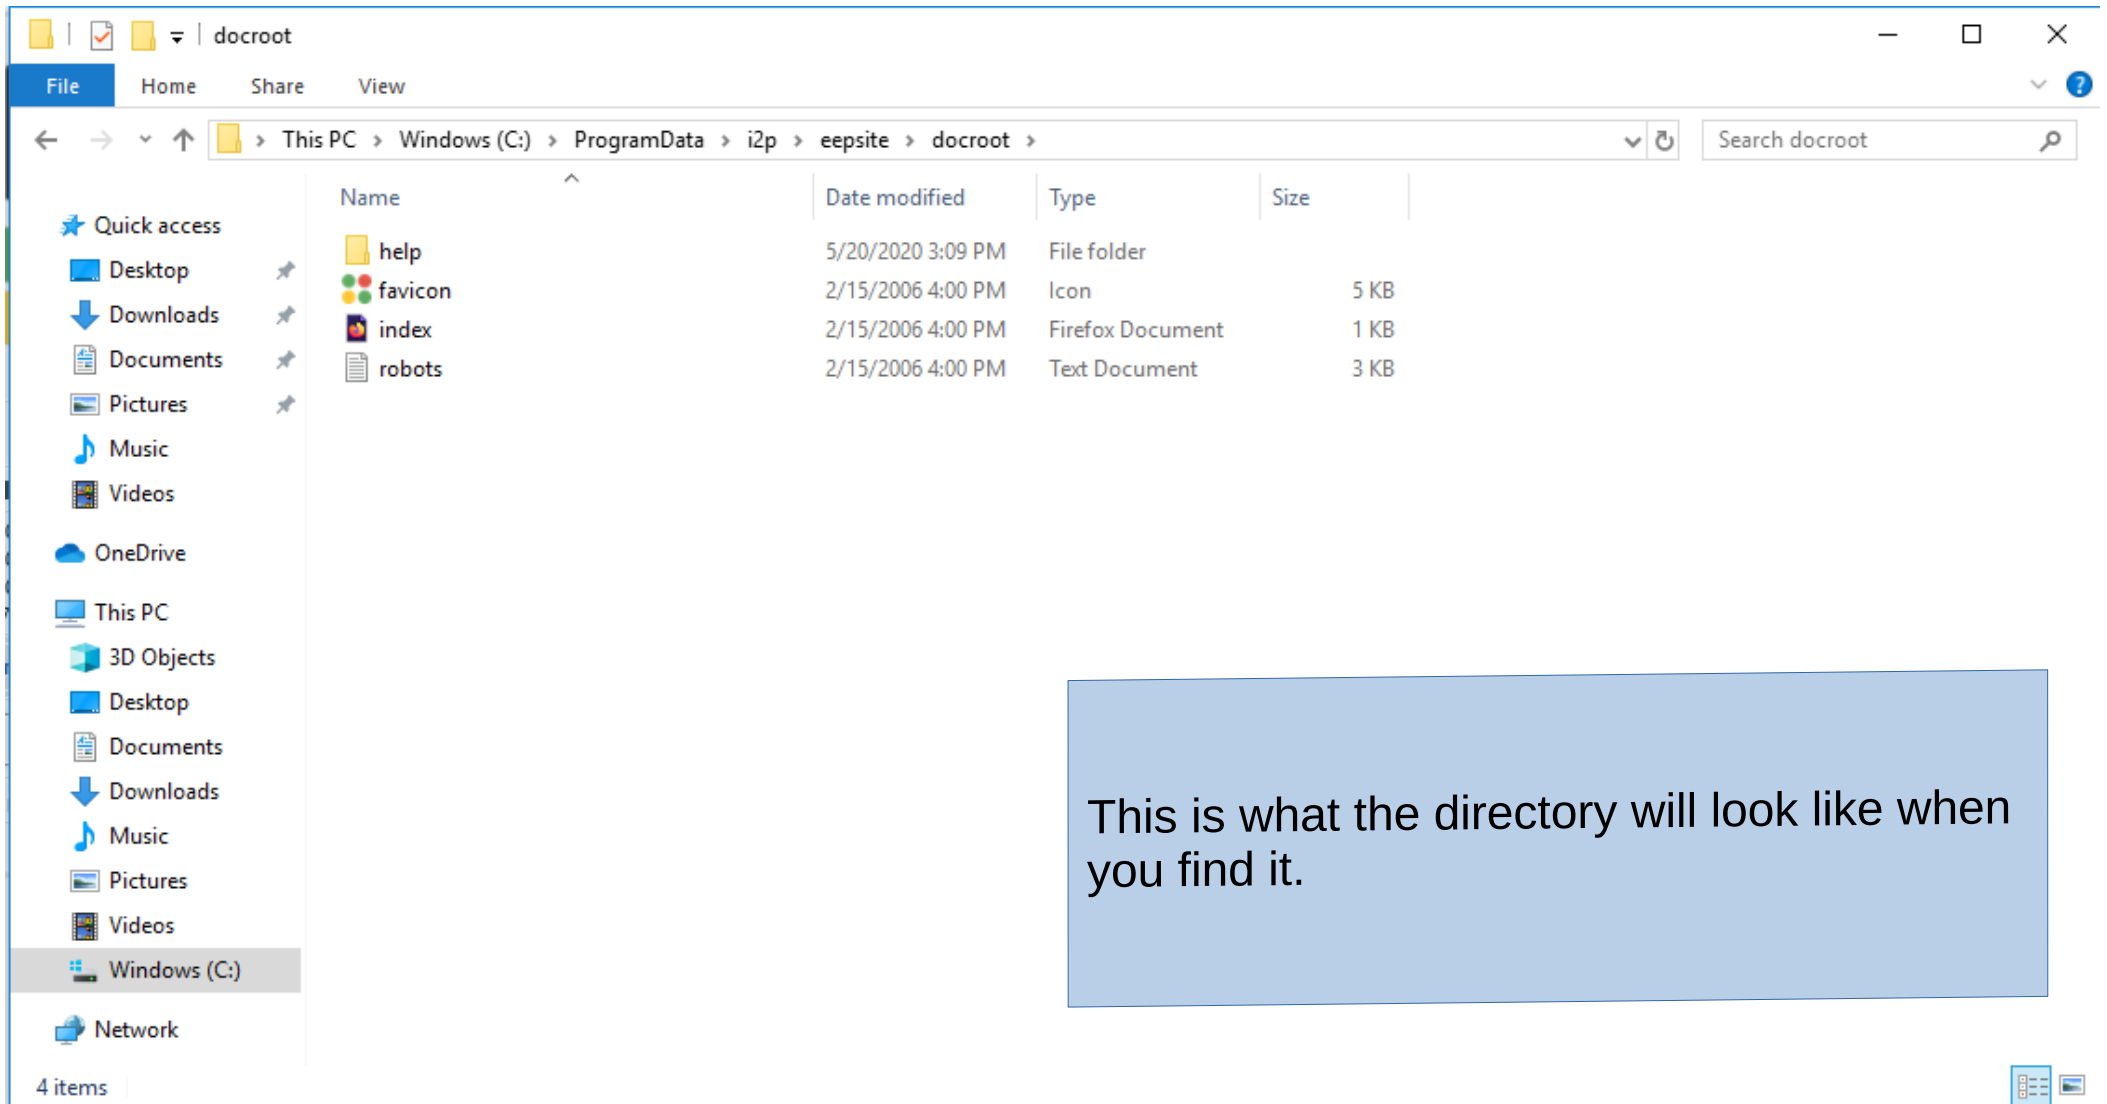 docroot
File Home Share View
This PC Windows (C:) ProgramData i2p eepsite docroot
Search docroot
Name Date modified Type Size
help 5/20/2020 3:09 PM File folder
favicon 2/15/2006 4:00 PM Icon 5 KB
index 2/15/2006 4:00 PM Firefox Document 1 KB
robots 2/15/2006 4:00 PM Text Document 3 KB
Quick access
Desktop
Downloads
Documents
Pictures
Music
Videos
OneDrive
This PC
3D Objects
Desktop
Documents
Downloads
Music
Pictures
Videos
Windows (C:)
Network
This is what the directory will look like when
you find it.
4 items